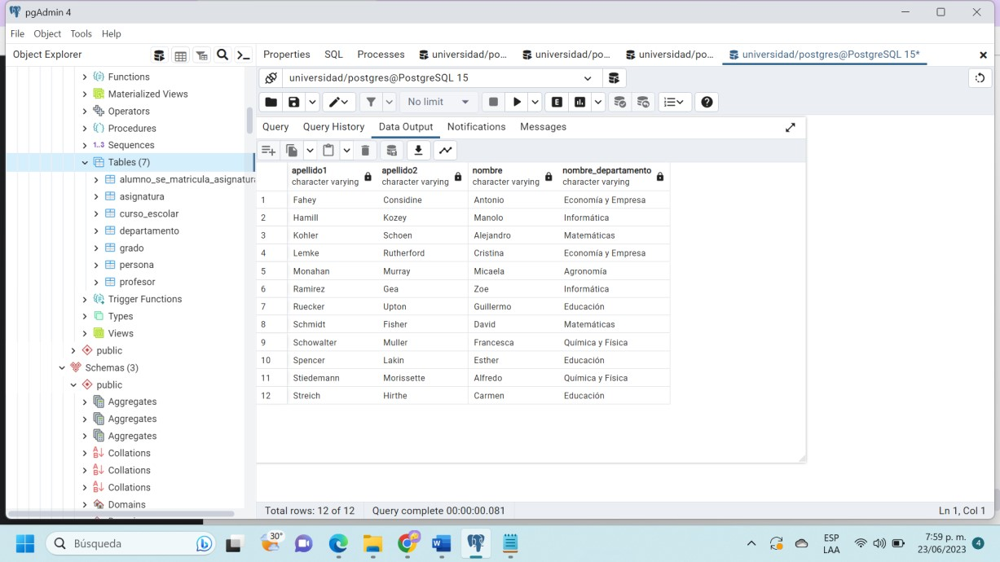 pgAdmin 4
File Object Tools Help
Object Explorer
Properties SQL Processes universidad/po... universidad/po... universidad/po... universidad/postgres@PostgreSQL 15*
universidad/postgres@PostgreSQL 15
No limit
Query Query History Data Output Notifications Messages
Functions
Materialized Views
Operators
Procedures
1..3 Sequences
Tables (7)
alumno_se_matricula_asignatura
asignatura
curso_escolar
departamento
grado
persona
profesor
Trigger Functions
Types
Views
public
Schemas (3)
public
Aggregates
Aggregates
Aggregates
Collations
Collations
Collations
Domains
apellido1 apellido2 nombre nombre_departamento
character varying character varying character varying character varying
1 Fahey Considine Antonio Economía y Empresa
2 Hamill Kozey Manolo Informática
3 Kohler Schoen Alejandro Matemáticas
4 Lemke Rutherford Cristina Economía y Empresa
5 Monahan Murray Micaela Agronomía
6 Ramirez Gea Zoe Informática
7 Ruecker Upton Guillermo Educación
8 Schmidt Fisher David Matemáticas
9 Schowalter Muller Francesca Química y Física
10 Spencer Lakin Esther Educación
11 Stiedemann Morissette Alfredo Química y Física
12 Streich Hirthe Carmen Educación
Total rows: 12 of 12 Query complete 00:00:00.081 Ln 1, Col 1
Búsqueda
30°
ESP
LAA
7:59 p. m.
23/06/2023
4